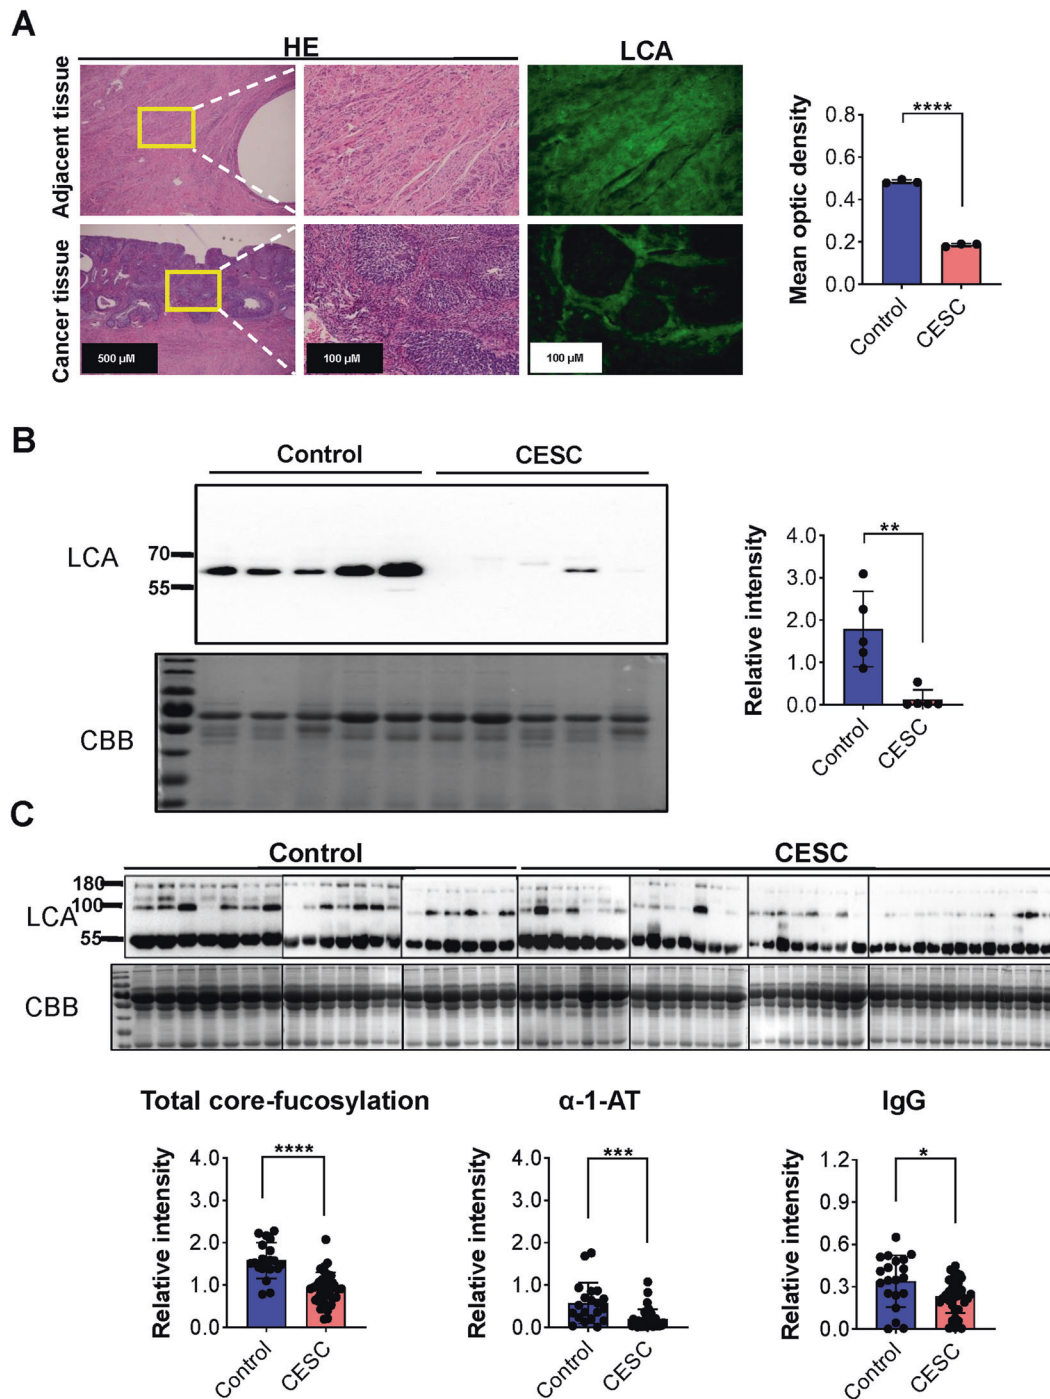 A
HE
LCA
Adjacent tissue
Cancer tissue
500 µM
100 µM
100 µM
Mean optic density
0.8
0.6
0.4
0.2
0.0
****
Control
CESC
B
Control
CESC
LCA
70
55
CBB
Relative intensity
4.0
3.0
2.0
1.0
0.0
**
Control
CESC
C
Control
CESC
180
100
55
LCA
CBB
Total core-fucosylation
Relative intensity
4.0
3.0
2.0
1.0
0.0
****
Control
CESC
α-1-AT
Relative intensity
4.0
3.0
2.0
1.0
0.0
***
Control
CESC
IgG
Relative intensity
1.2
0.9
0.6
0.3
0.0
*
Control
CESC